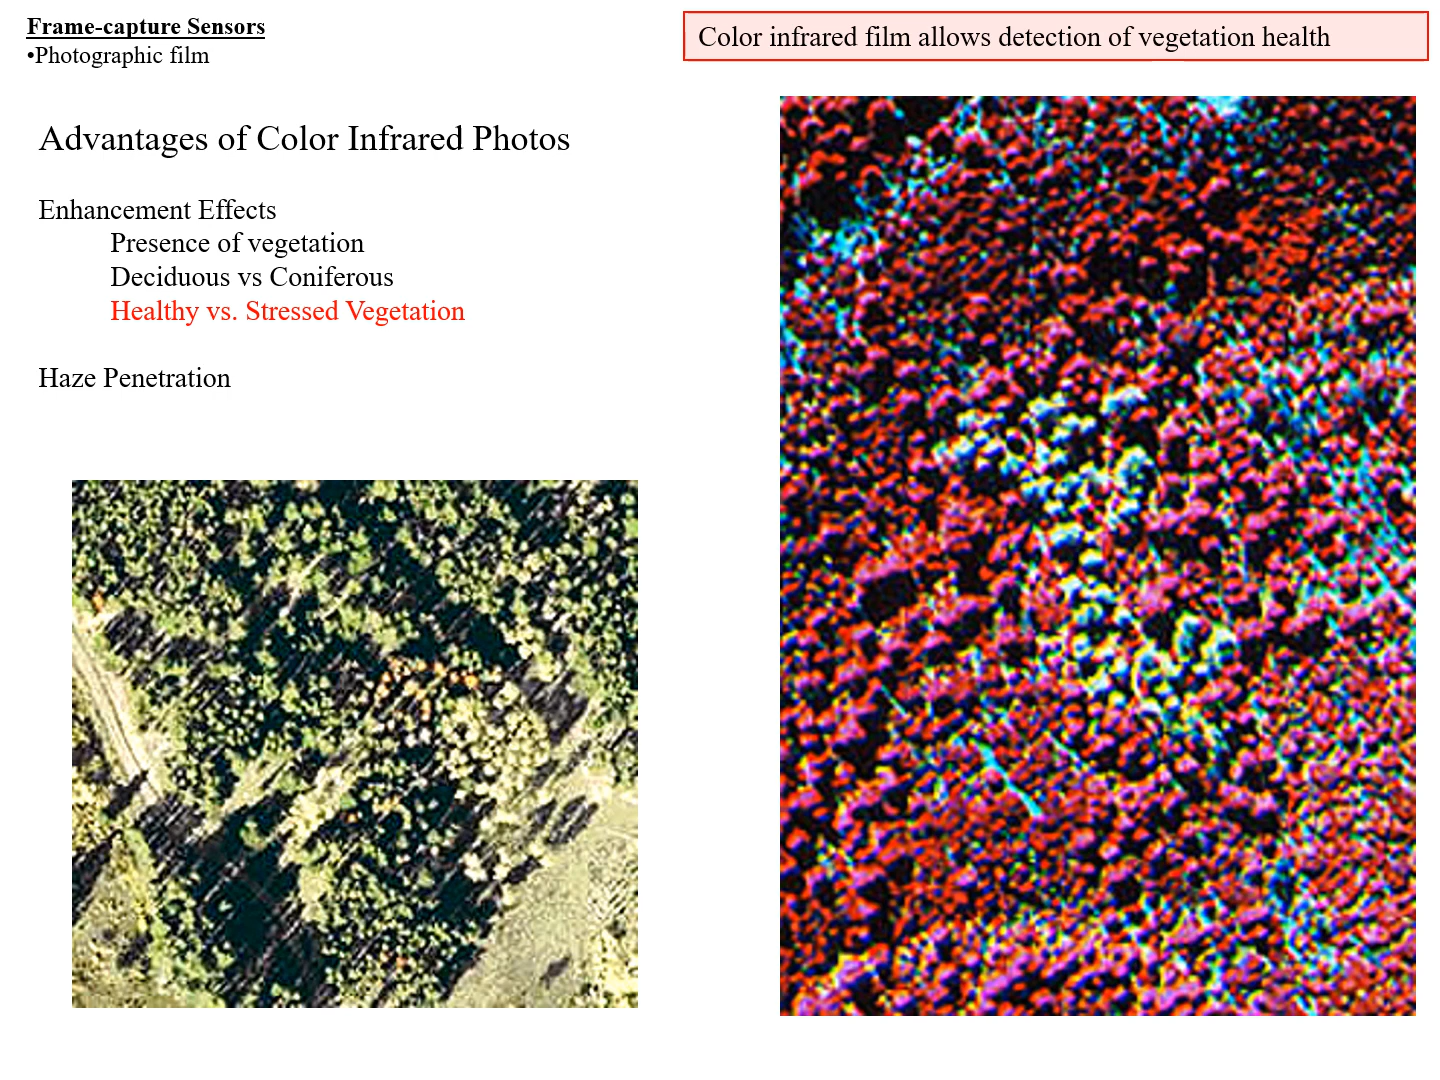 Frame-capture Sensors
•Photographic film
Color infrared film allows detection of vegetation health
Advantages of Color Infrared Photos
Enhancement Effects
Presence of vegetation
Deciduous vs Coniferous
Healthy vs. Stressed Vegetation
Haze Penetration